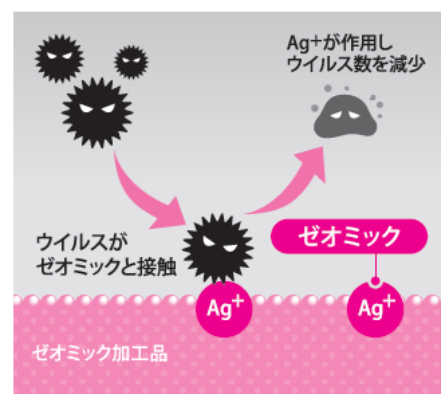 Ag+が作用し
ウイルス数を減少
ウイルスが
ゼオミックと接触
ゼオミック
Ag+
Ag+
ゼオミック加工品